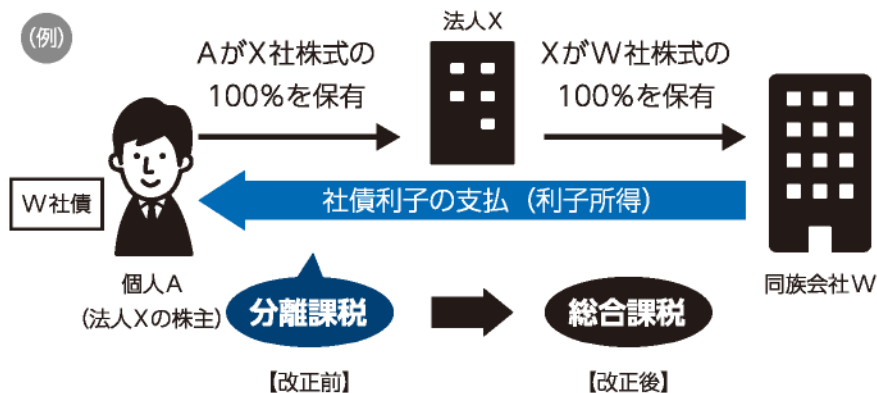 (例)
法人X
AがX社株式の
100%を保有
XがW社株式の
100%を保有
W社債
社債利子の支払(利子所得)
個人A
(法人Xの株主)
同族会社W
分離課税
総合課税
【改正前】
【改正後】